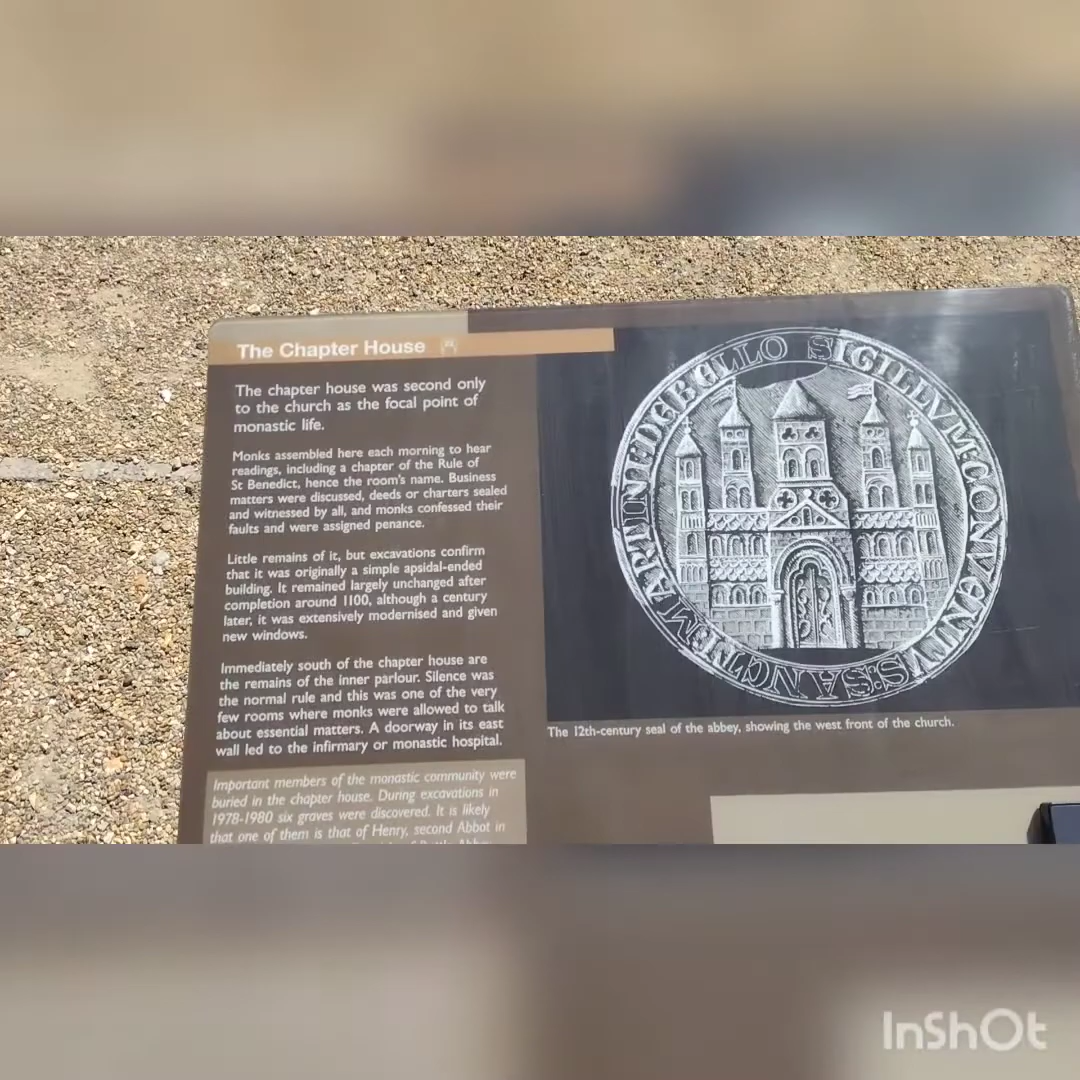 The Chapter House
The chapter house was second only
to the church as the focal point of
monastic life.
Monks assembled here each morning to hear
readings, including a chapter of the Rule of
St Benedict, hence the room's name. Business
matters were discussed, deeds or charters sealed
and witnessed by all, and monks confessed their
faults and were assigned penance.
Little remains of it, but excavations confirm
that it was originally a simple apsidal-ended
building. It remained largely unchanged after
completion around 1100, although a century
later, it was extensively modernised and given
new windows.
Immediately south of the chapter house are
the remains of the inner parlour. Silence was
the normal rule and this was one of the very
few rooms where monks were allowed to talk
about essential matters. A doorway in its east
wall led to the infirmary or monastic hospital.
Important members of the monastic community were
buried in the chapter house. During excavations in
1978-1980 six graves were discovered. It is likely
that one of them is that of Henry, second Abbot in
SIGILLVM:CONVENTVS:SANCTE MARTINI DE BELLO
The 12th-century seal of the abbey, showing the west front of the church.
InShOt